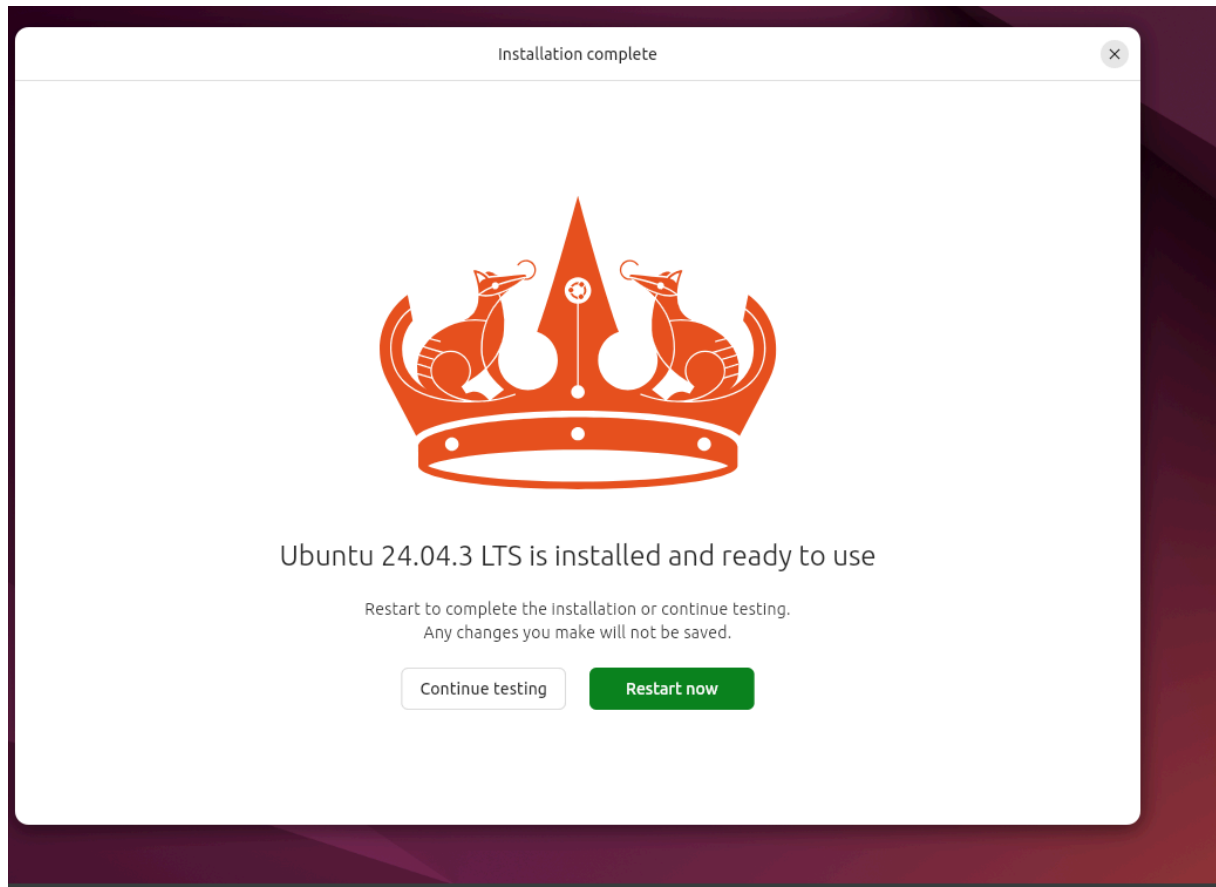 Installation complete
Ubuntu 24.04.3 LTS is installed and ready to use
Restart to complete the installation or continue testing.
Any changes you make will not be saved.
Continue testing
Restart now